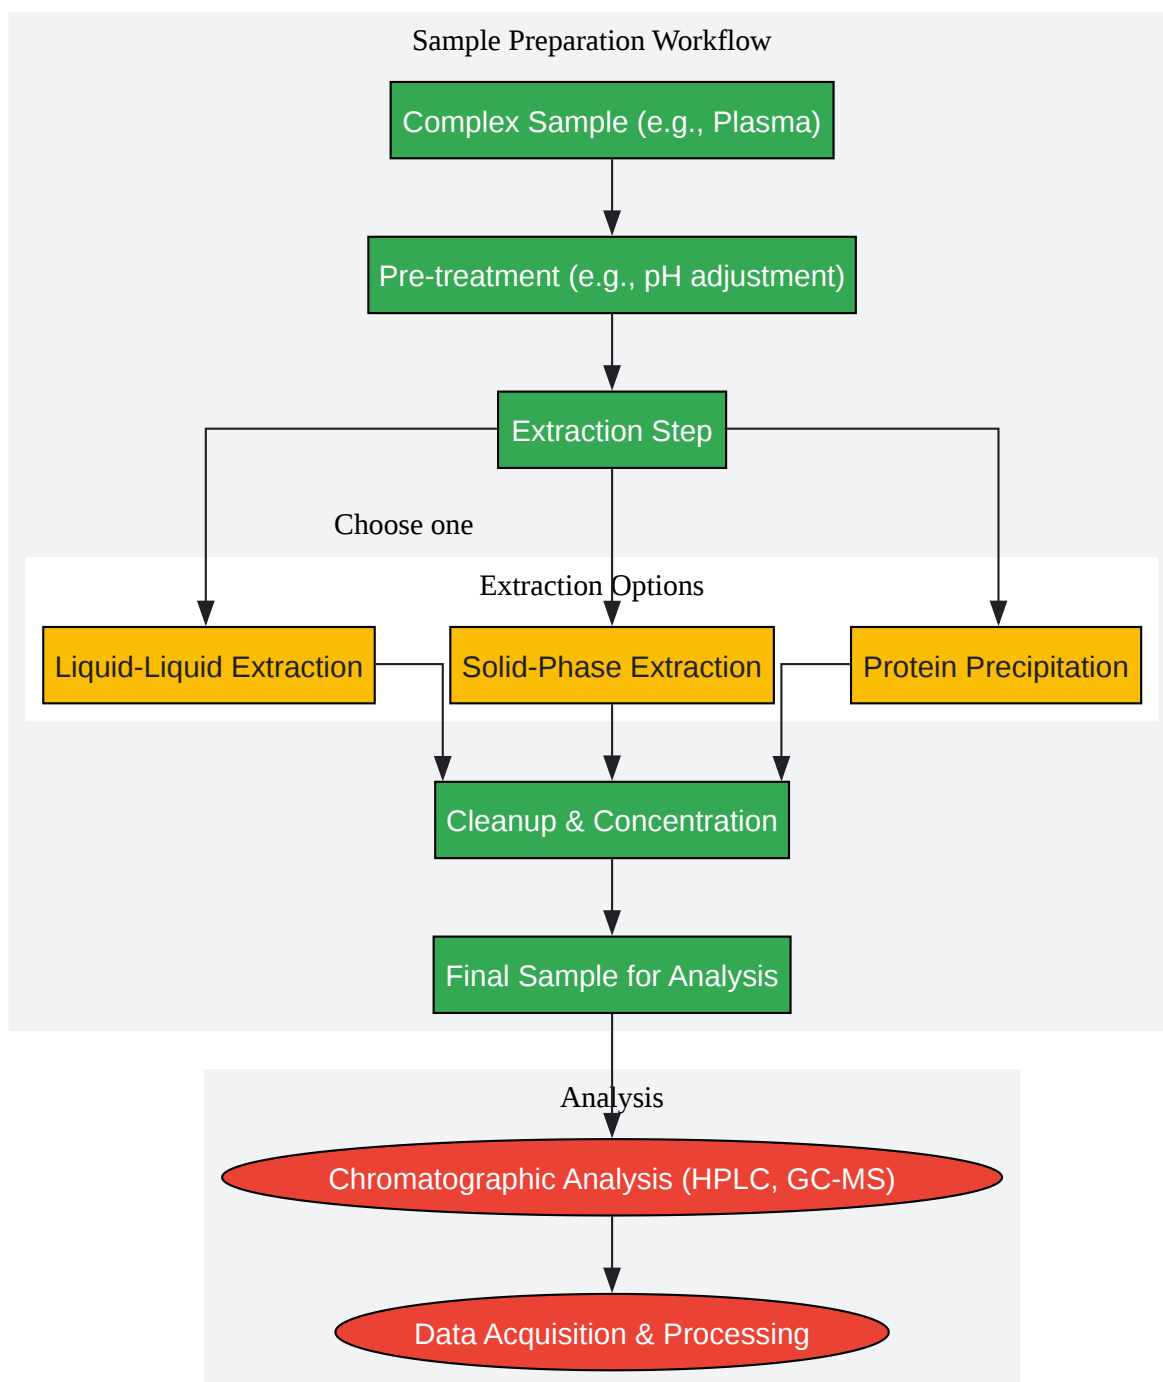 Sample Preparation Workflow
Complex Sample (e.g., Plasma)
Pre-treatment (e.g., pH adjustment)
Extraction Step
Choose one
Extraction Options
Liquid-Liquid Extraction
Solid-Phase Extraction
Protein Precipitation
Cleanup & Concentration
Final Sample for Analysis
Analysis
Chromatographic Analysis (HPLC, GC-MS)
Data Acquisition & Processing